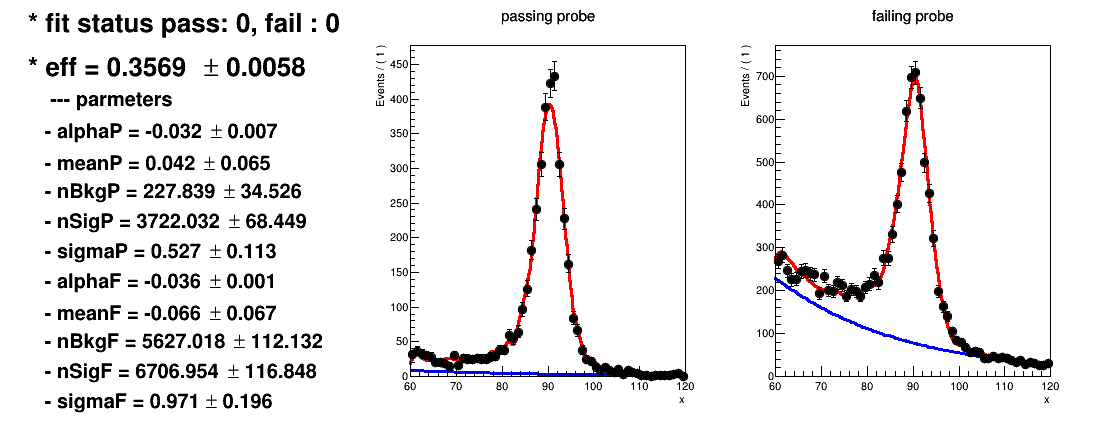 * fit status pass: 0, fail : 0
* eff = 0.3569 ± 0.0058
--- parmeters
- alphaP = -0.032 ± 0.007
- meanP = 0.042 ± 0.065
- nBkgP = 227.839 ± 34.526
- nSigP = 3722.032 ± 68.449
- sigmaP = 0.527 ± 0.113
- alphaF = -0.036 ± 0.001
- meanF = -0.066 ± 0.067
- nBkgF = 5627.018 ± 112.132
- nSigF = 6706.954 ± 116.848
- sigmaF = 0.971 ± 0.196
passing probe
Events / ( 1 )
450
400
350
300
250
200
150
100
50
0
60 70 80 90 100 110 120
x
failing probe
Events / ( 1 )
700
600
500
400
300
200
100
0
60 70 80 90 100 110 120
x